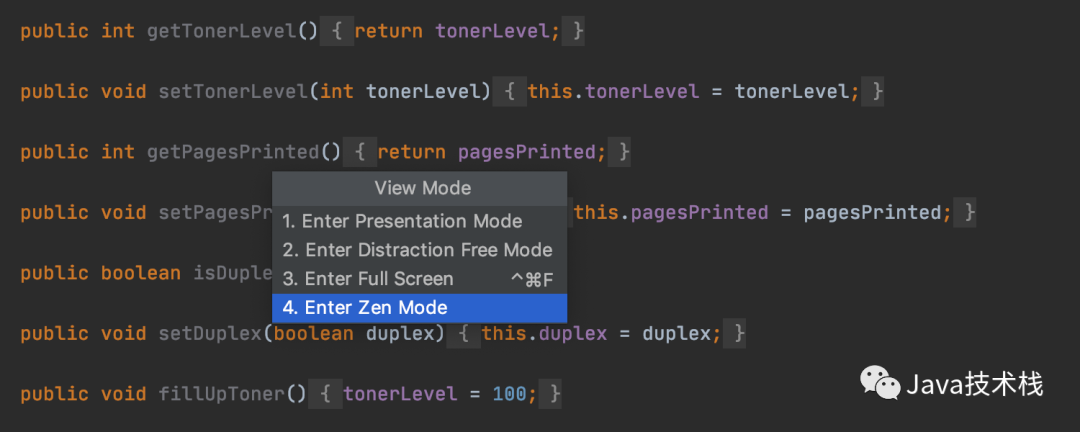 public int getTonerLevel() { return tonerLevel; }
public void setTonerLevel(int tonerLevel) { this.tonerLevel = tonerLevel; }
public int getPagesPrinted() { return pagesPrinted; }
View Mode
public void setPagesPr this.pagesPrinted = pagesPrinted; }
1. Enter Presentation Mode
2. Enter Distraction Free Mode
public boolean isDuple
3. Enter Full Screen ^⌘F
4. Enter Zen Mode
public void setDuplex(boolean duplex) { this.duplex = duplex; }
public void fillUpToner() { tonerLevel = 100; }
Java技术栈